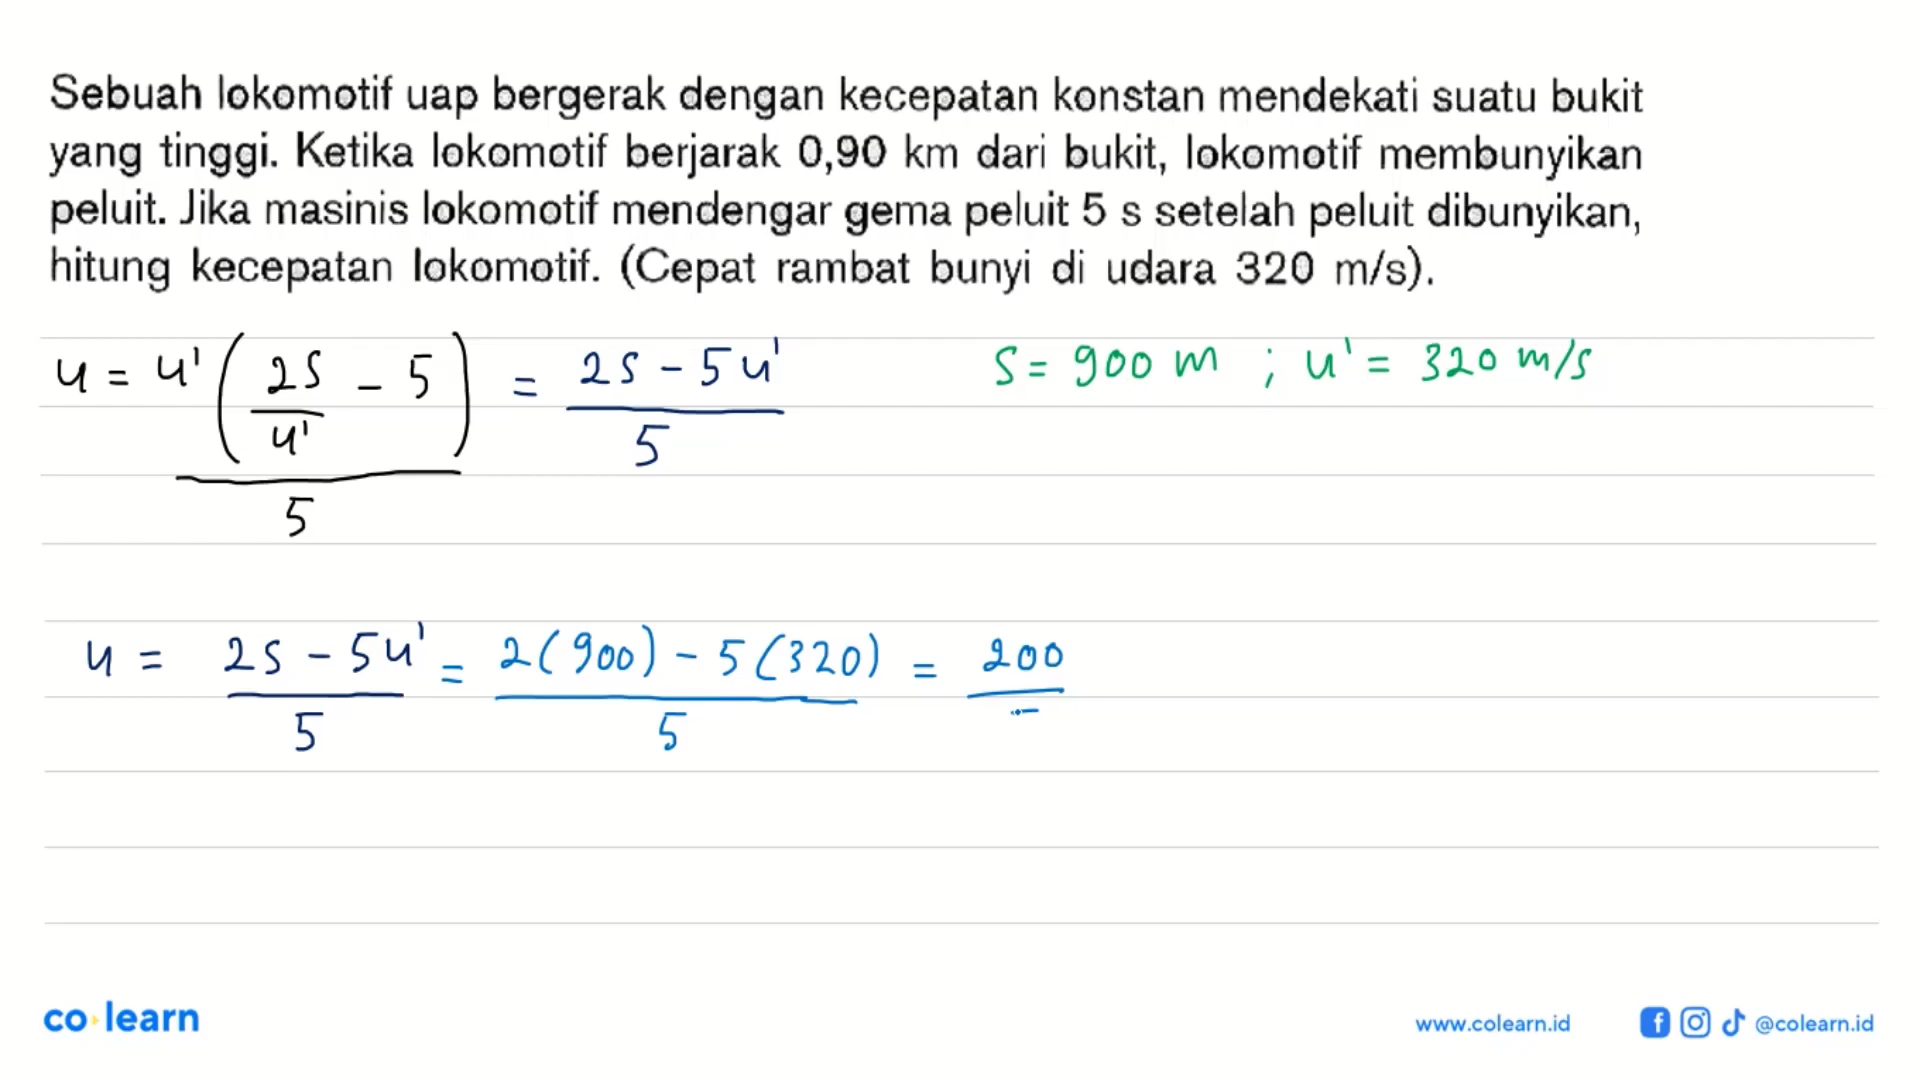 Sebuah lokomotif uap bergerak dengan kecepatan konstan mendekati suatu bukit
yang tinggi. Ketika lokomotif berjarak 0,90 km dari bukit, lokomotif membunyikan
peluit. Jika masinis lokomotif mendengar gema peluit 5 s setelah peluit dibunyikan,
hitung kecepatan lokomotif. (Cepat rambat bunyi di udara 320 m/s).
u = u' (2s/u' - 5) / 5 = (2s - 5u') / 5
s = 900 m ; u' = 320 m/s
u = (2s - 5u') / 5 = (2(900) - 5(320)) / 5 = 200 /
co learn
www.colearn.id
@colearn.id